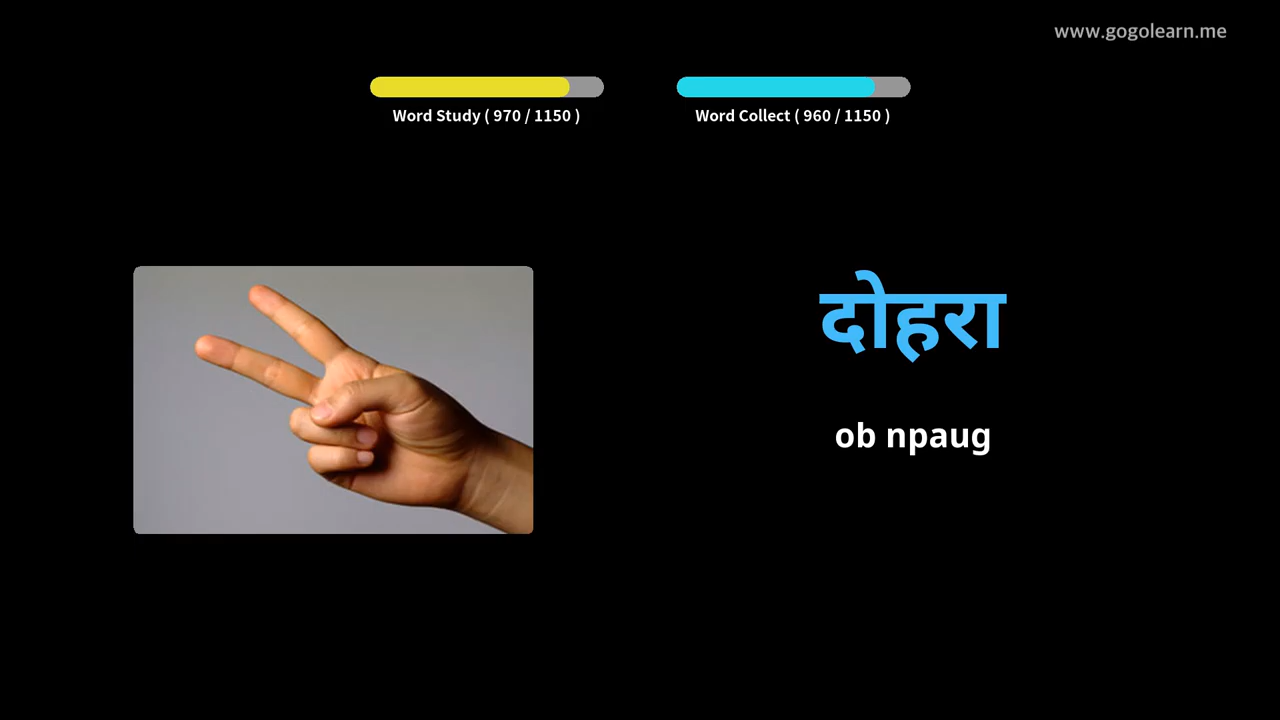 www.gogolearn.me
Word Study ( 970 / 1150 )
Word Collect ( 960 / 1150 )
दोहरा
ob npaug